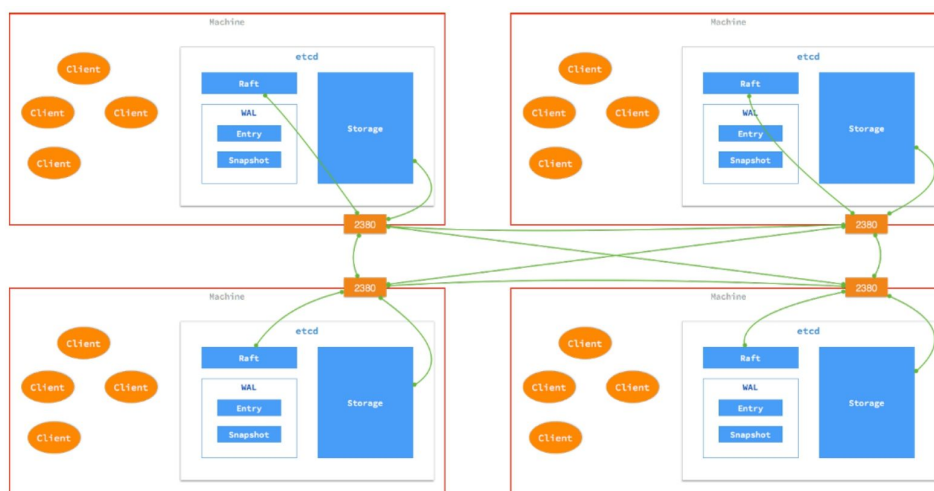 Machine
etcd
Client
Client
Client
Client
Raft
WAL
Entry
Snapshot
Storage
2380
Machine
etcd
Client
Client
Client
Client
Raft
WAL
Entry
Snapshot
Storage
2380
2380
Machine
etcd
Client
Client
Client
Client
Raft
WAL
Entry
Snapshot
Storage
2380
Machine
etcd
Client
Client
Client
Client
Raft
WAL
Entry
Snapshot
Storage